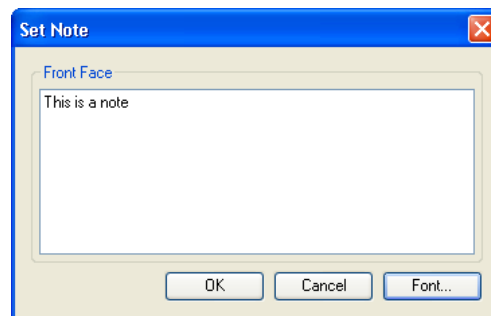 Set Note
Front Face
This is a note
OK Cancel Font...